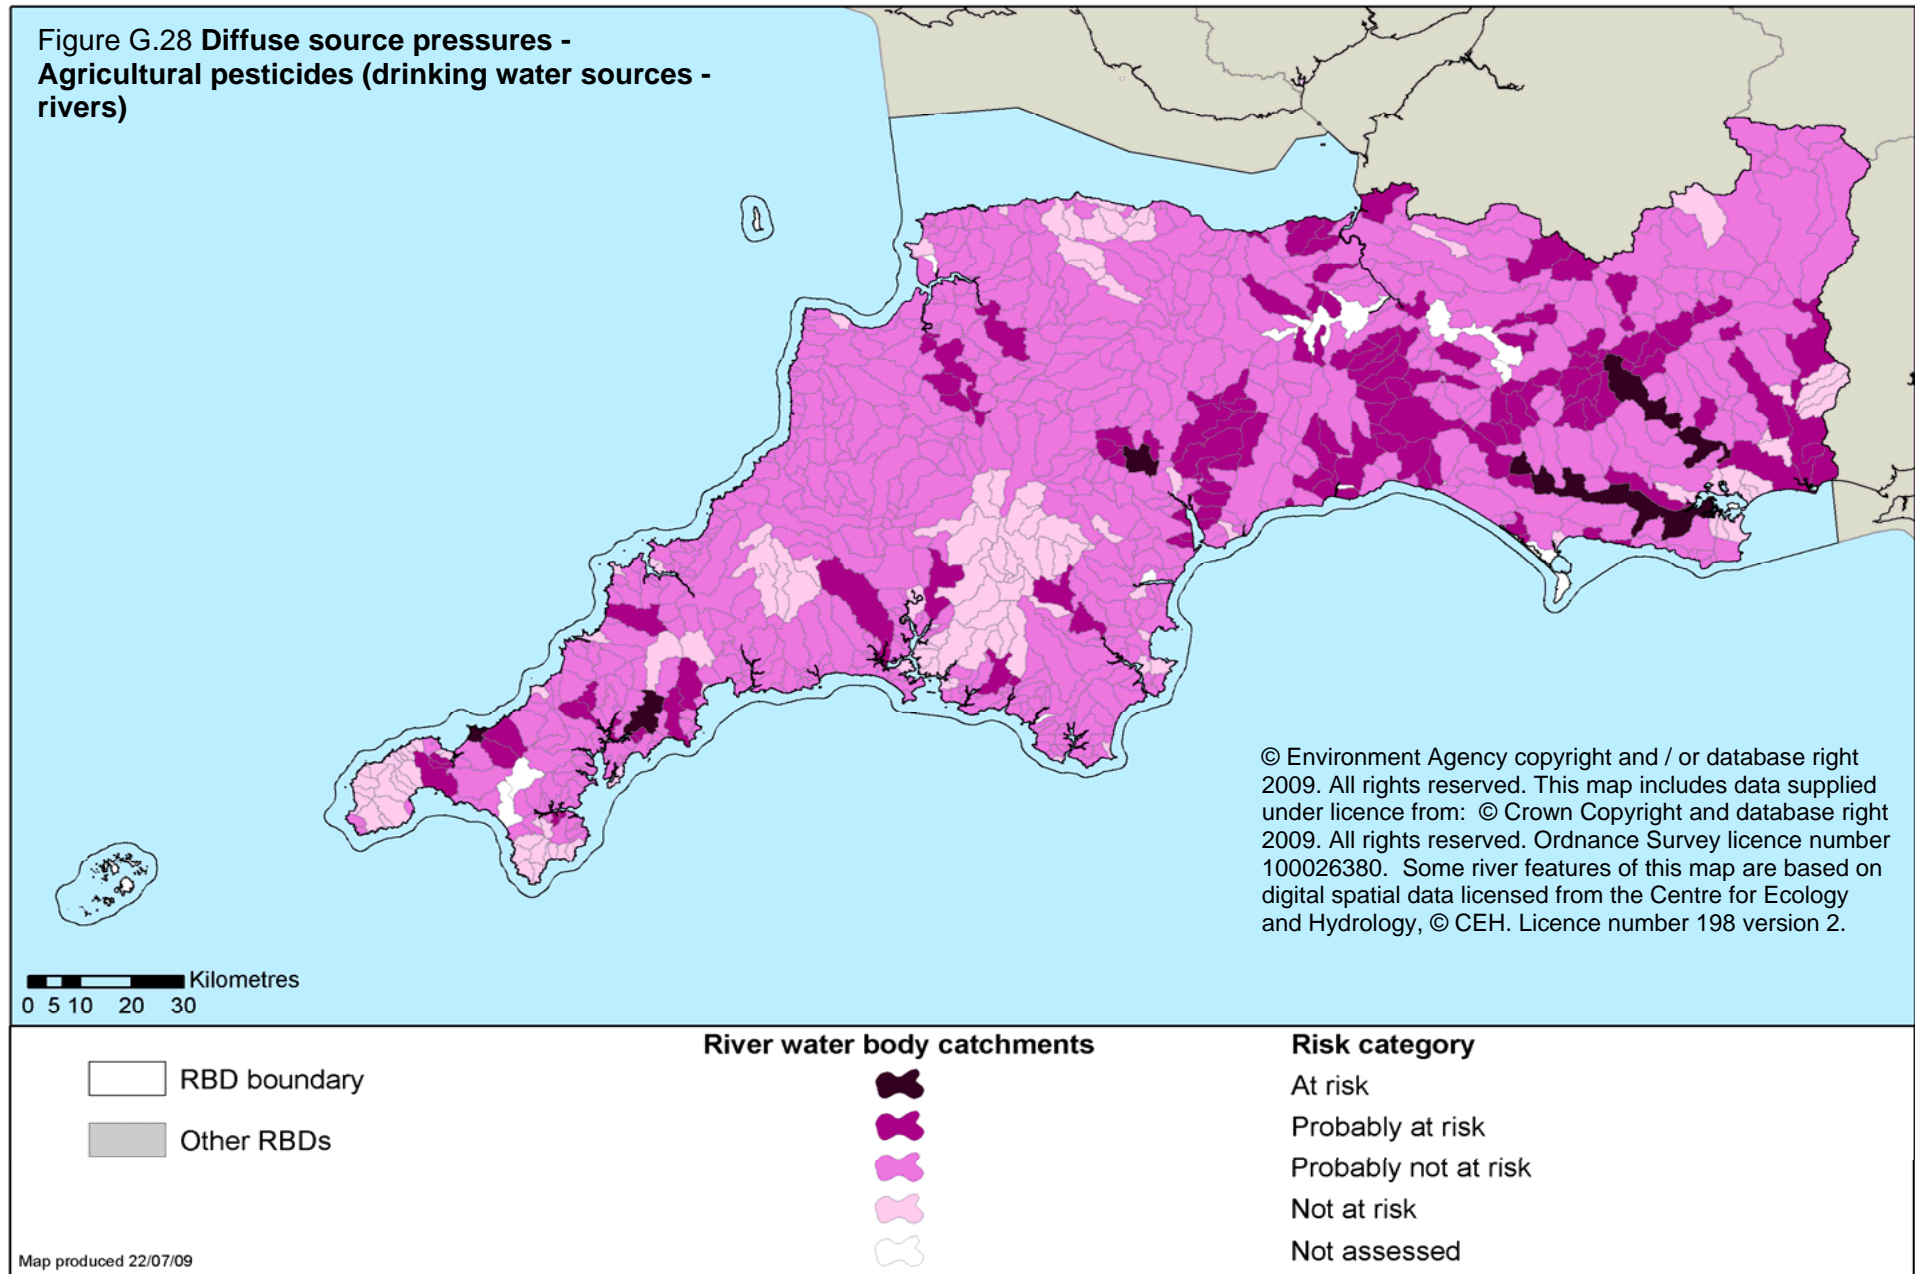 Figure G.28 Diffuse source pressures -
Agricultural pesticides (drinking water sources -
rivers)
© Environment Agency copyright and / or database right
2009. All rights reserved. This map includes data supplied
under licence from:  © Crown Copyright and database right
2009. All rights reserved. Ordnance Survey licence number
100026380.  Some river features of this map are based on
digital spatial data licensed from the Centre for Ecology
and Hydrology, © CEH. Licence number 198 version 2.
Kilometres
0 5 10 20 30
River water body catchments
Risk category
RBD boundary
Other RBDs
At risk
Probably at risk
Probably not at risk
Not at risk
Not assessed
Map produced 22/07/09